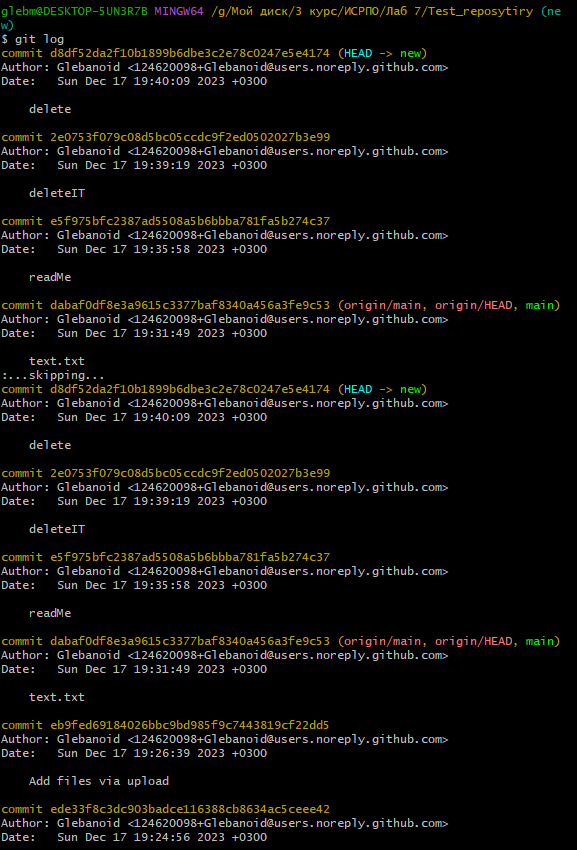 glebm@DESKTOP-5UN3R7B MINGW64 /g/Мой диск/3 курс/ИСРПО/Лаб 7/Test_reposytiry (ne
w)
$ git log
commit d8df52da2f10b1899b6dbe3c2e78c0247e5e4174 (HEAD -> new)
Author: Glebanoid <124620098+Glebanoid@users.noreply.github.com>
Date:   Sun Dec 17 19:40:09 2023 +0300
    delete
commit 2e0753f079c08d5bc05ccdc9f2ed0502027b3e99
Author: Glebanoid <124620098+Glebanoid@users.noreply.github.com>
Date:   Sun Dec 17 19:39:19 2023 +0300
    deleteIT
commit e5f975bfc2387ad5508a5b6bbba781fa5b274c37
Author: Glebanoid <124620098+Glebanoid@users.noreply.github.com>
Date:   Sun Dec 17 19:35:58 2023 +0300
    readMe
commit dabaf0df8e3a9615c3377baf8340a456a3fe9c53 (origin/main, origin/HEAD, main)
Author: Glebanoid <124620098+Glebanoid@users.noreply.github.com>
Date:   Sun Dec 17 19:31:49 2023 +0300
    text.txt
:...skipping...
commit d8df52da2f10b1899b6dbe3c2e78c0247e5e4174 (HEAD -> new)
Author: Glebanoid <124620098+Glebanoid@users.noreply.github.com>
Date:   Sun Dec 17 19:40:09 2023 +0300
    delete
commit 2e0753f079c08d5bc05ccdc9f2ed0502027b3e99
Author: Glebanoid <124620098+Glebanoid@users.noreply.github.com>
Date:   Sun Dec 17 19:39:19 2023 +0300
    deleteIT
commit e5f975bfc2387ad5508a5b6bbba781fa5b274c37
Author: Glebanoid <124620098+Glebanoid@users.noreply.github.com>
Date:   Sun Dec 17 19:35:58 2023 +0300
    readMe
commit dabaf0df8e3a9615c3377baf8340a456a3fe9c53 (origin/main, origin/HEAD, main)
Author: Glebanoid <124620098+Glebanoid@users.noreply.github.com>
Date:   Sun Dec 17 19:31:49 2023 +0300
    text.txt
commit eb9fed69184026bbc9bd985f9c7443819cf22dd5
Author: Glebanoid <124620098+Glebanoid@users.noreply.github.com>
Date:   Sun Dec 17 19:26:39 2023 +0300
    Add files via upload
commit ede33f8c3dc903badce116388cb8634ac5ceee42
Author: Glebanoid <124620098+Glebanoid@users.noreply.github.com>
Date:   Sun Dec 17 19:24:56 2023 +0300